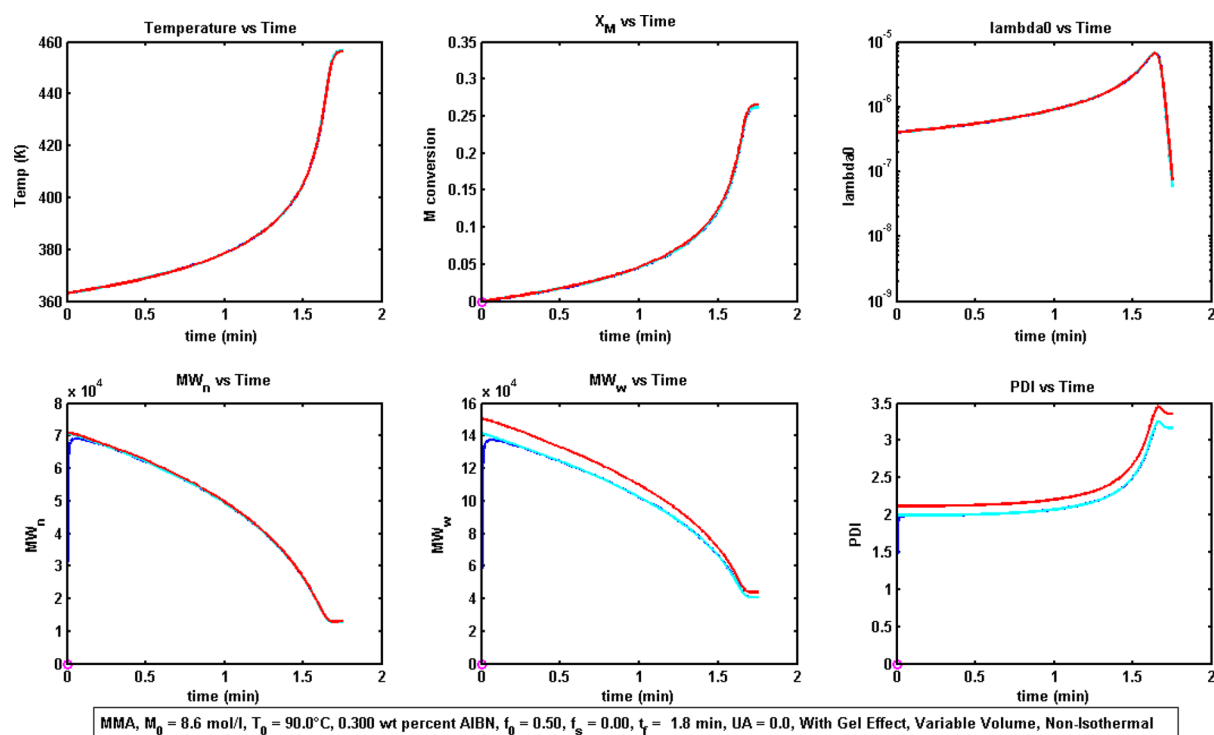 Temperature vs Time
460
440
420
400
380
360
Temp (K)
0 0.5 1 1.5 2
time (min)
X_M vs Time
0.35
0.3
0.25
0.2
0.15
0.1
0.05
0
M conversion
0 0.5 1 1.5 2
time (min)
lambda0 vs Time
10^-5
10^-6
10^-7
10^-8
10^-9
lambda0
0 0.5 1 1.5 2
time (min)
MW_n vs Time
x 10^4
8
7
6
5
4
3
2
1
0
MW_n
0 0.5 1 1.5 2
time (min)
MW_w vs Time
x 10^4
16
14
12
10
8
6
4
2
0
MW_w
0 0.5 1 1.5 2
time (min)
PDI vs Time
3.5
3
2.5
2
1.5
1
0.5
0
PDI
0 0.5 1 1.5 2
time (min)
MMA, M_0 = 8.6 mol/l, T_0 = 90.0°C, 0.300 wt percent AIBN, f_0 = 0.50, f_s = 0.00, t_f = 1.8 min, UA = 0.0, With Gel Effect, Variable Volume, Non-Isothermal